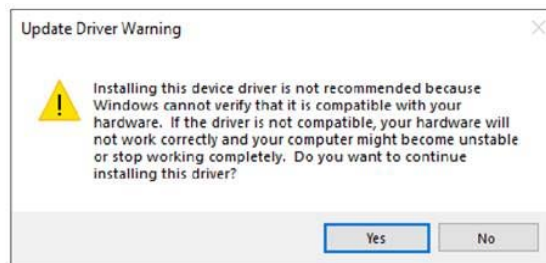 Update Driver Warning
Installing this device driver is not recommended because
Windows cannot verify that it is compatible with your
hardware. If the driver is not compatible, your hardware will
not work correctly and your computer might become unstable
or stop working completely. Do you want to continue
installing this driver?
Yes
No